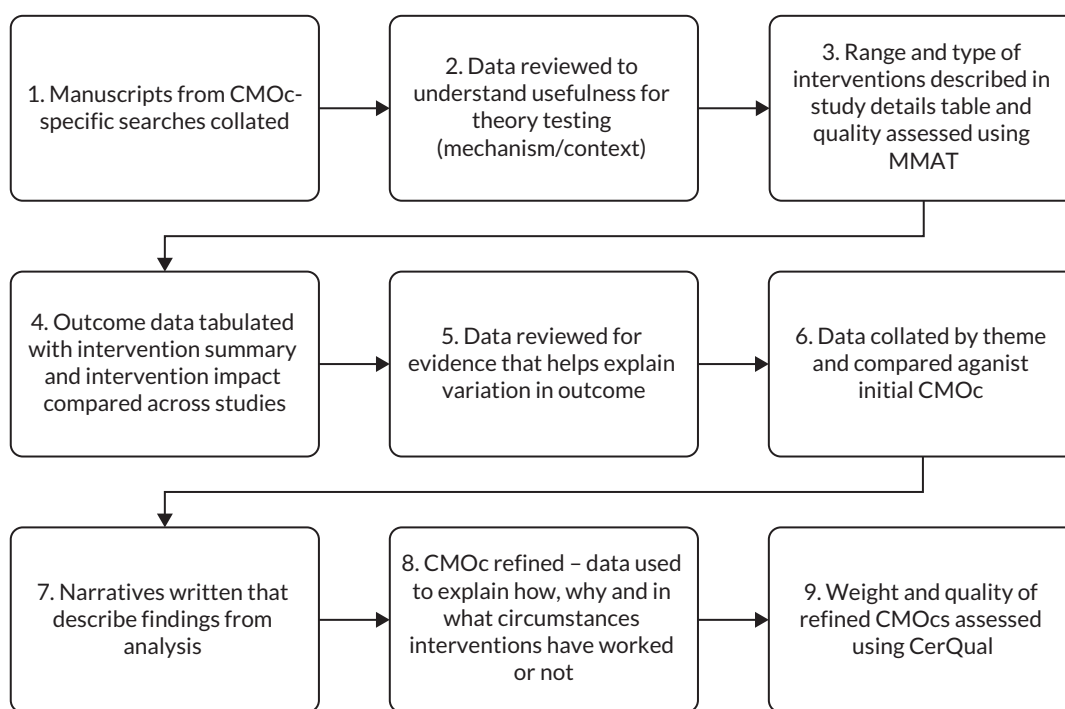 1. Manuscripts from CMOc-
specific searches collated
2. Data reviewed to
understand usefulness for
theory testing
(mechanism/context)
3. Range and type of
interventions described in
study details table and
quality assessed using
MMAT
4. Outcome data tabulated
with intervention summary
and intervention impact
compared across studies
5. Data reviewed for
evidence that helps explain
variation in outcome
6. Data collated by theme
and compared aganist
initial CMOc
7. Narratives written that
describe findings from
analysis
8. CMOc refined – data used
to explain how, why and in
what circumstances
interventions have worked
or not
9. Weight and quality of
refined CMOcs assessed
using CerQual